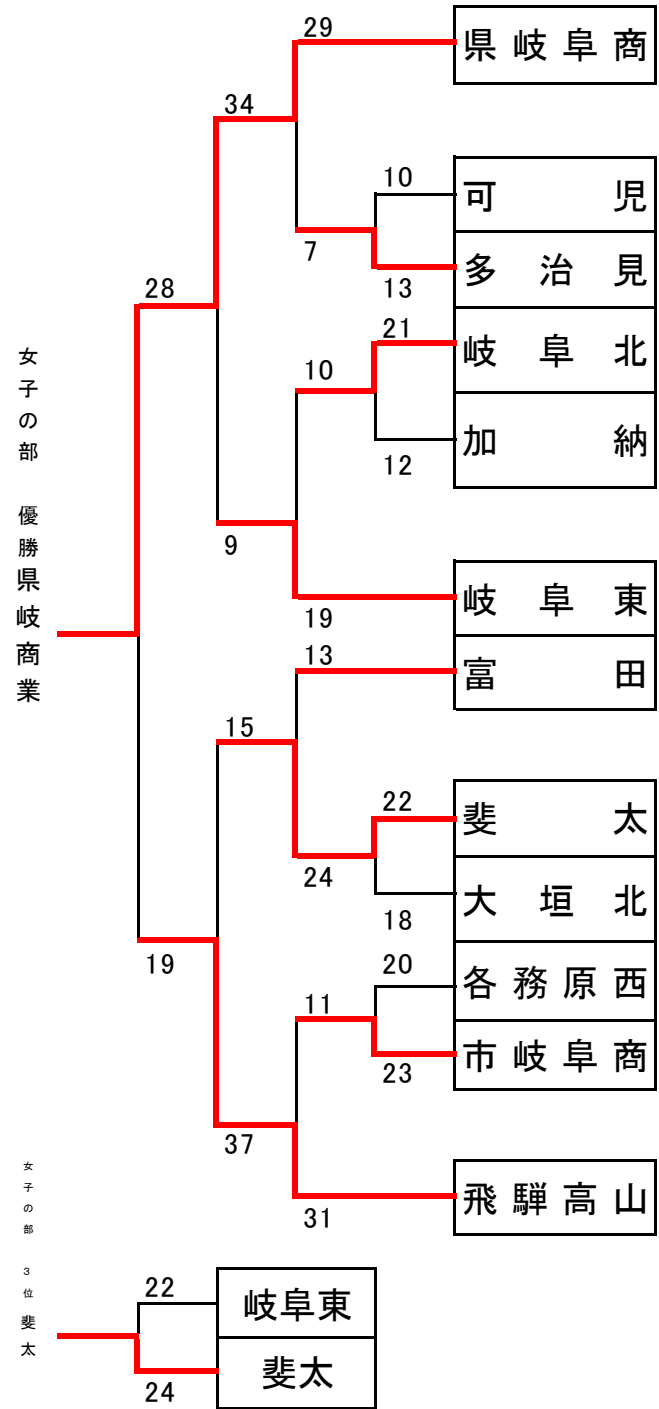 29
県岐阜商
34
10
可児
7
多治見
13
28
21
岐阜北
10
加納
12
女子の部 優勝 県岐商業
9
岐阜東
19
13
富田
15
22
斐太
24
大垣北
18
20
各務原西
11
市岐阜商
23
19
37
飛騨高山
31
女子の部 3位 斐太
22
岐阜東
斐太
24